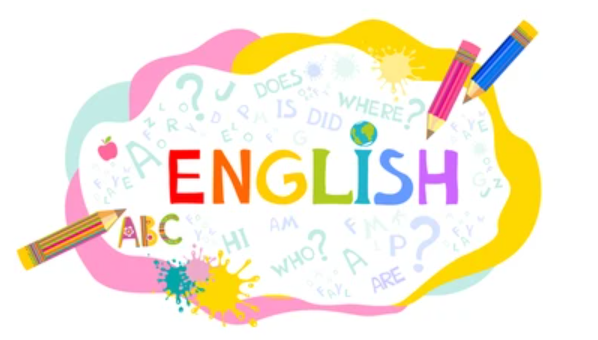 DOES
IS DID WHERE?
ENGLISH
ABC
HI AM
WHO?
ARE